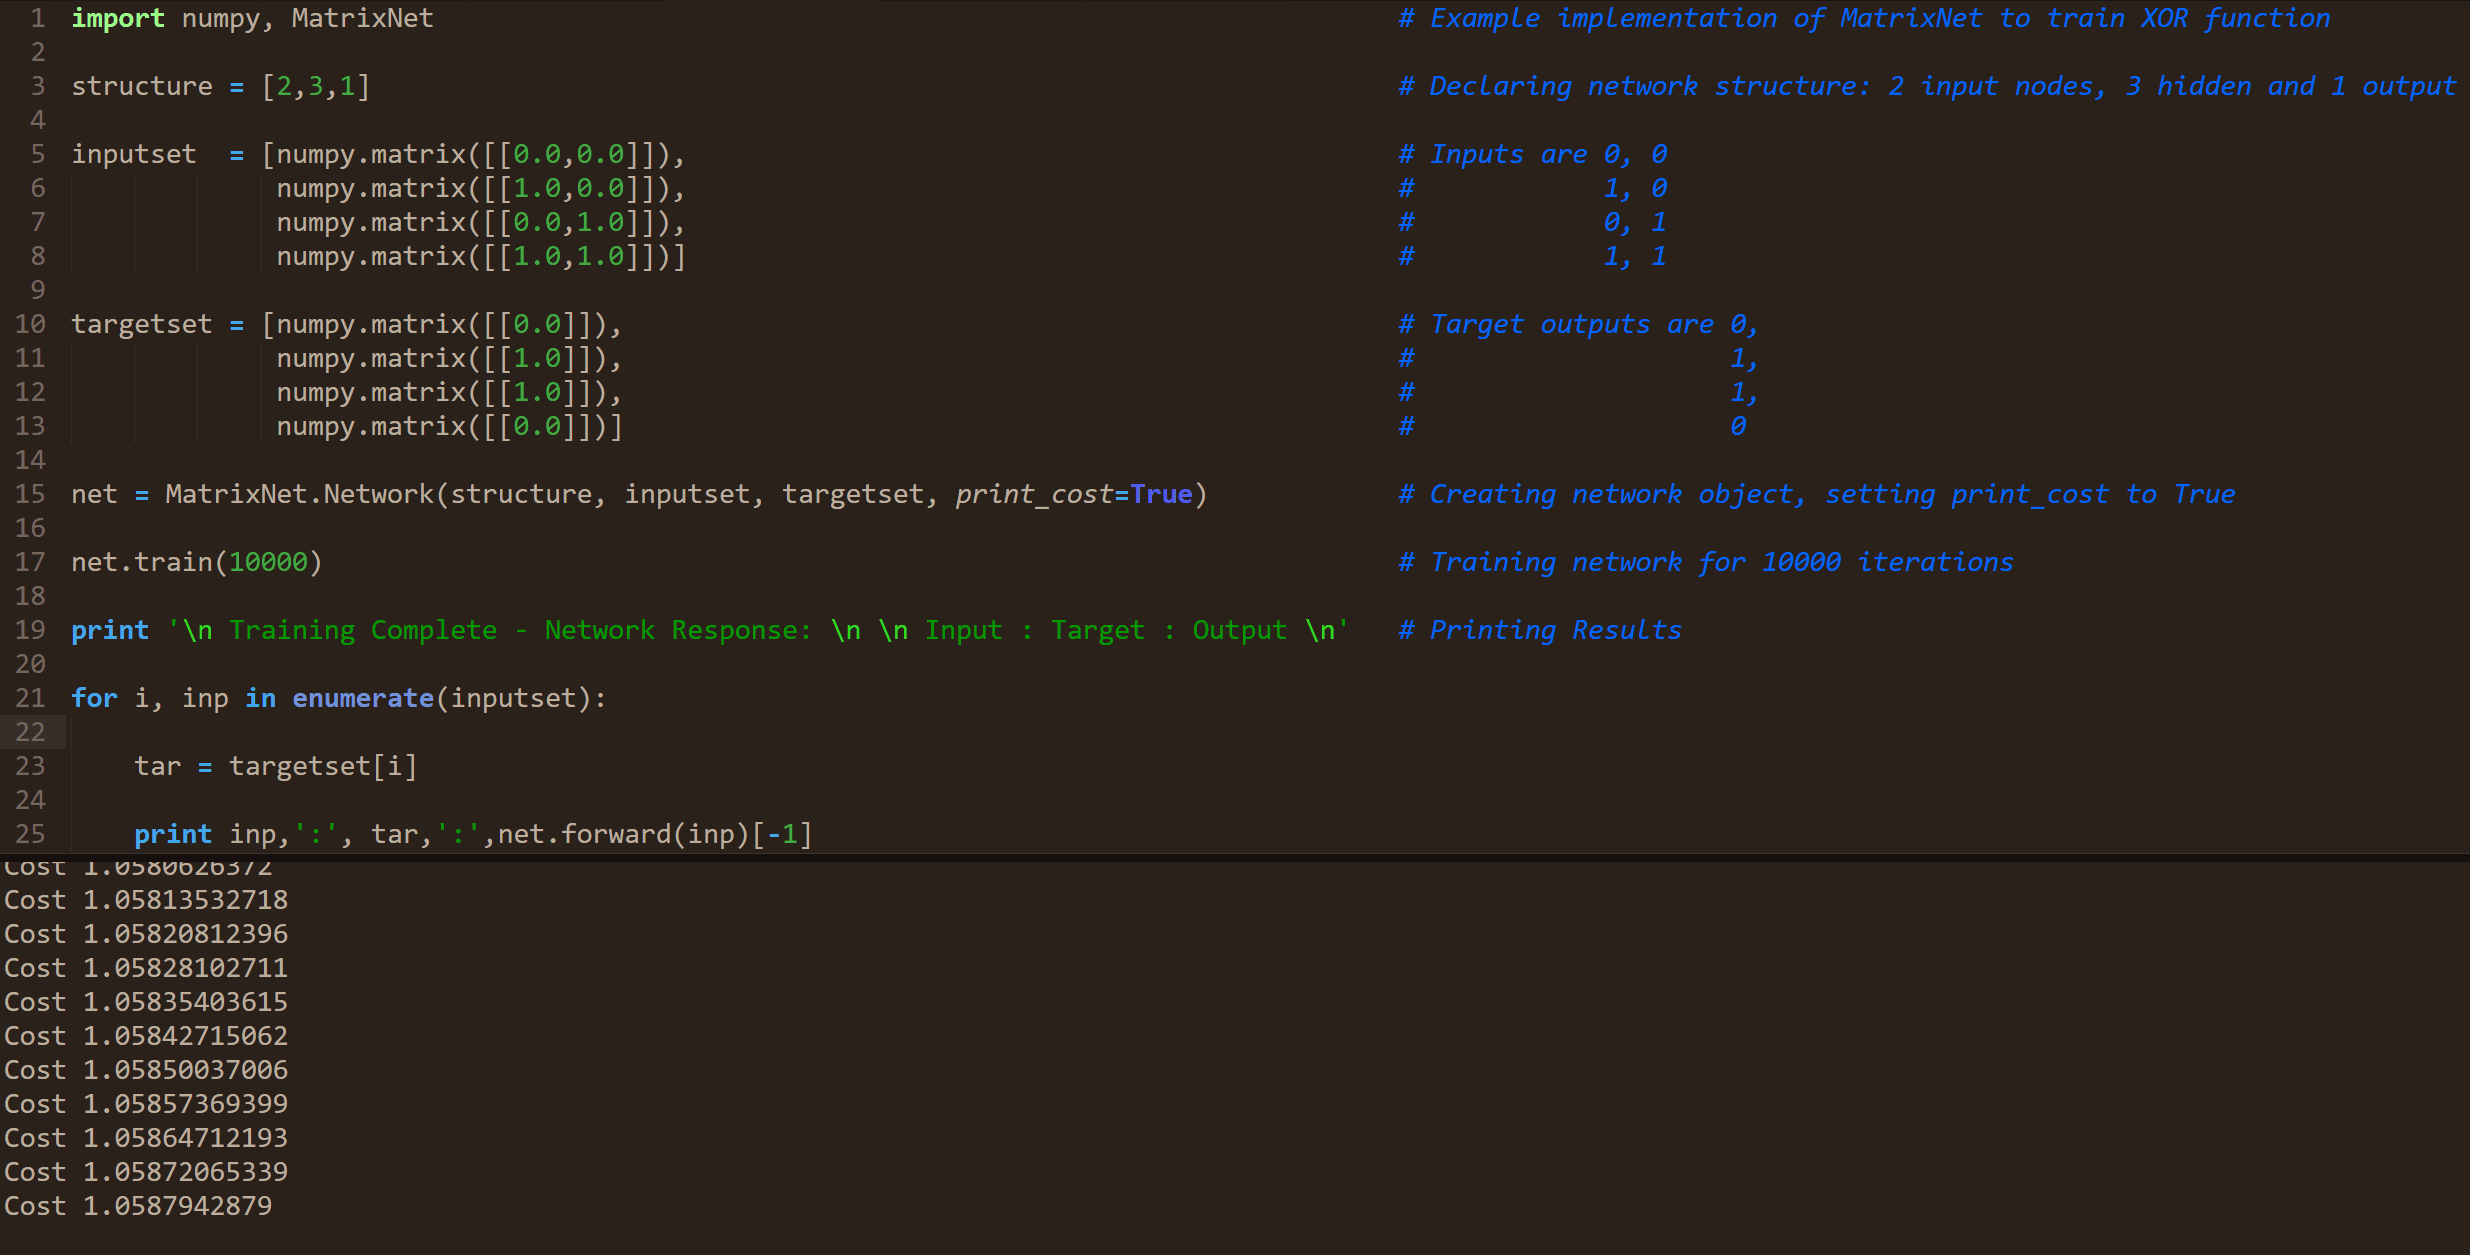 1 import numpy, MatrixNet # Example implementation of MatrixNet to train XOR function
2
3 structure = [2,3,1] # Declaring network structure: 2 input nodes, 3 hidden and 1 output
4
5 inputset  = [numpy.matrix([[0.0,0.0]]), # Inputs are 0, 0
6 numpy.matrix([[1.0,0.0]]), # 1, 0
7 numpy.matrix([[0.0,1.0]]), # 0, 1
8 numpy.matrix([[1.0,1.0]])] # 1, 1
9
10 targetset = [numpy.matrix([[0.0]]), # Target outputs are 0,
11 numpy.matrix([[1.0]]), # 1,
12 numpy.matrix([[1.0]]), # 1,
13 numpy.matrix([[0.0]])] # 0
14
15 net = MatrixNet.Network(structure, inputset, targetset, print_cost=True) # Creating network object, setting print_cost to True
16
17 net.train(10000) # Training network for 10000 iterations
18
19 print '\n Training Complete - Network Response: \n \n Input : Target : Output \n' # Printing Results
20
21 for i, inp in enumerate(inputset):
22
23 tar = targetset[i]
24
25 print inp,':', tar,':',net.forward(inp)[-1]
Cost 1.0580626372
Cost 1.05813532718
Cost 1.05820812396
Cost 1.05828102711
Cost 1.05835403615
Cost 1.05842715062
Cost 1.05850037006
Cost 1.05857369399
Cost 1.05864712193
Cost 1.05872065339
Cost 1.0587942879